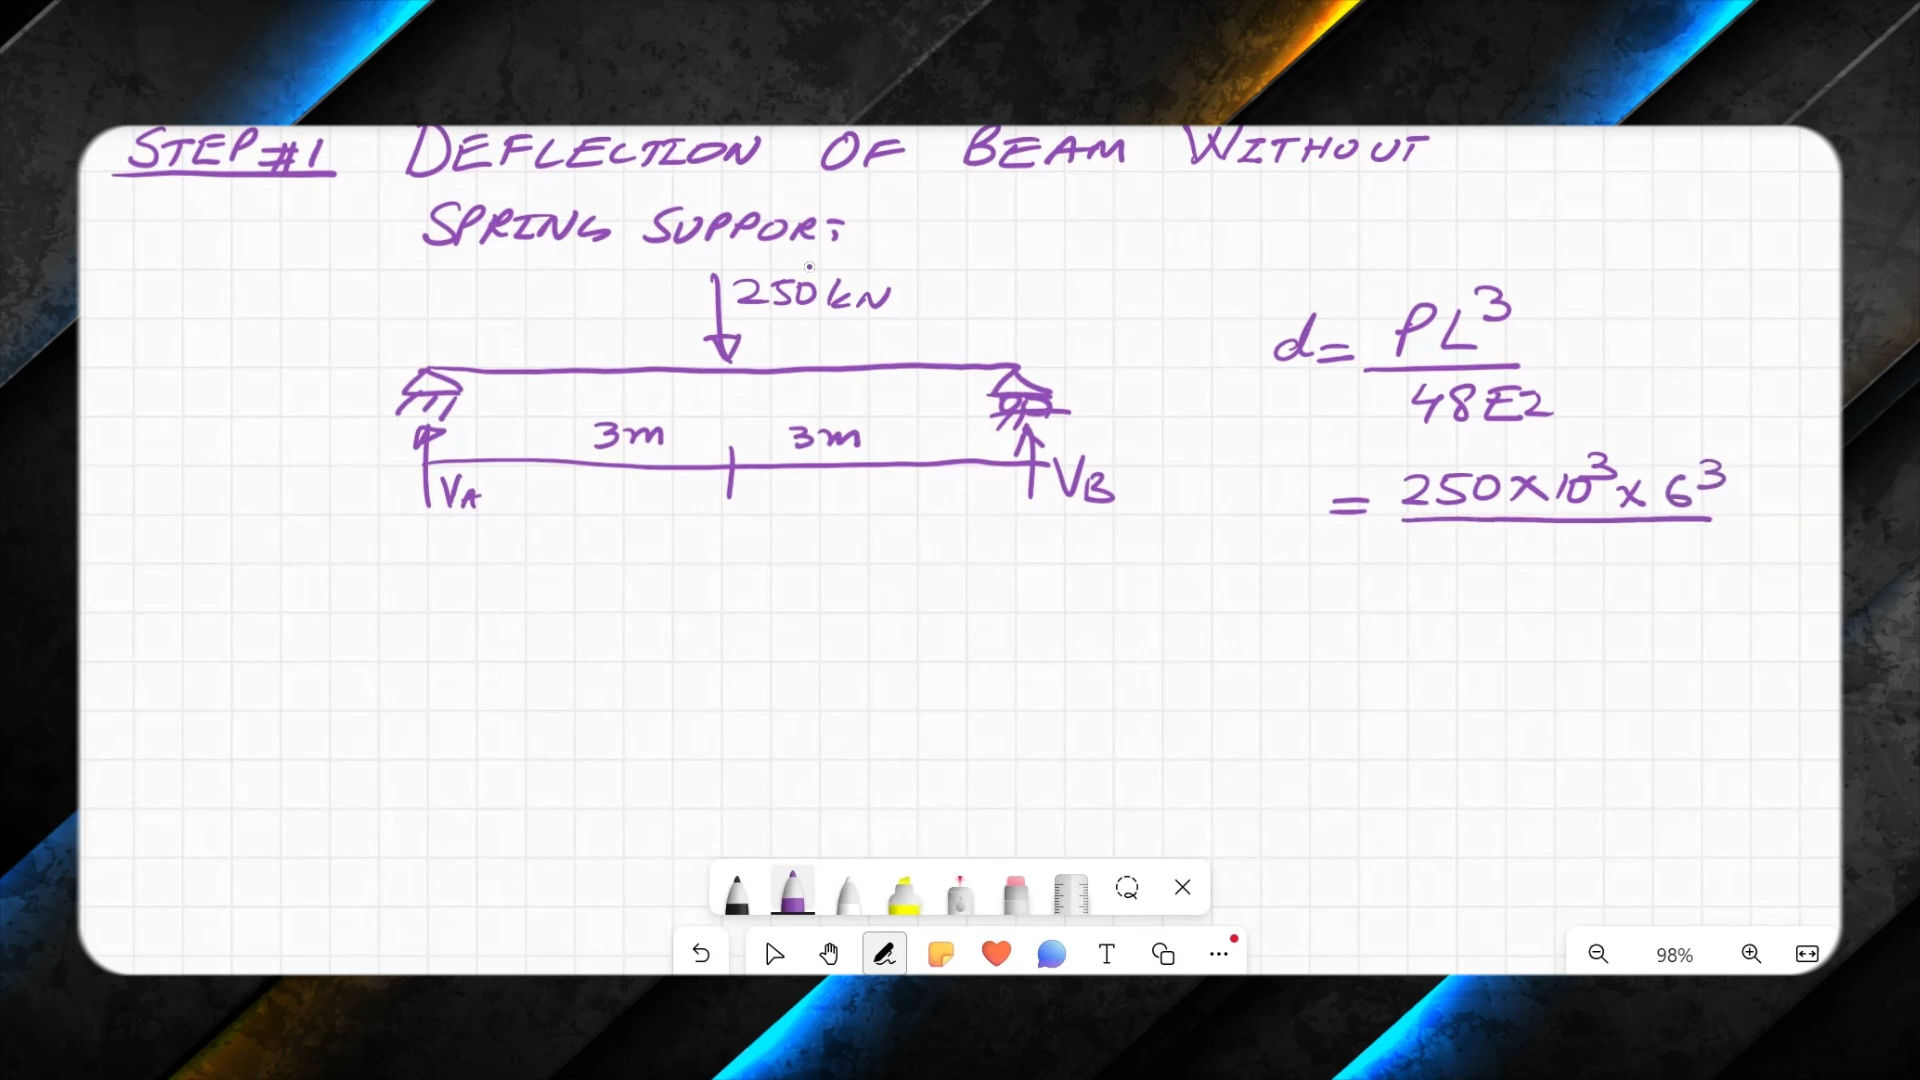 STEP#1 DEFLECTION OF BEAM WITHOUT
SPRING SUPPORT
250kN
3m 3m
VA VB
d= PL³
48EI
= 250×10³× 6³
T
98%